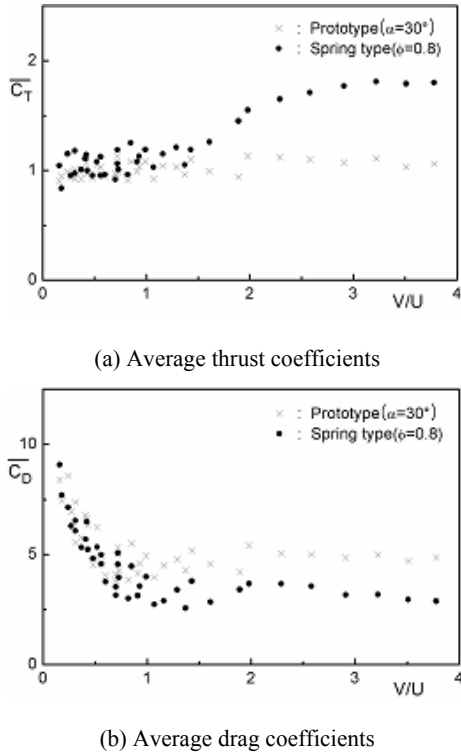 × : Prototype(α=30°)
● : Spring type(ϕ=0.8)
2
C_T
1
0
0 1 2 3 4
V/U
(a) Average thrust coefficients
× : Prototype(α=30°)
● : Spring type(ϕ=0.8)
10
C_D
5
0
0 1 2 3 4
V/U
(b) Average drag coefficients